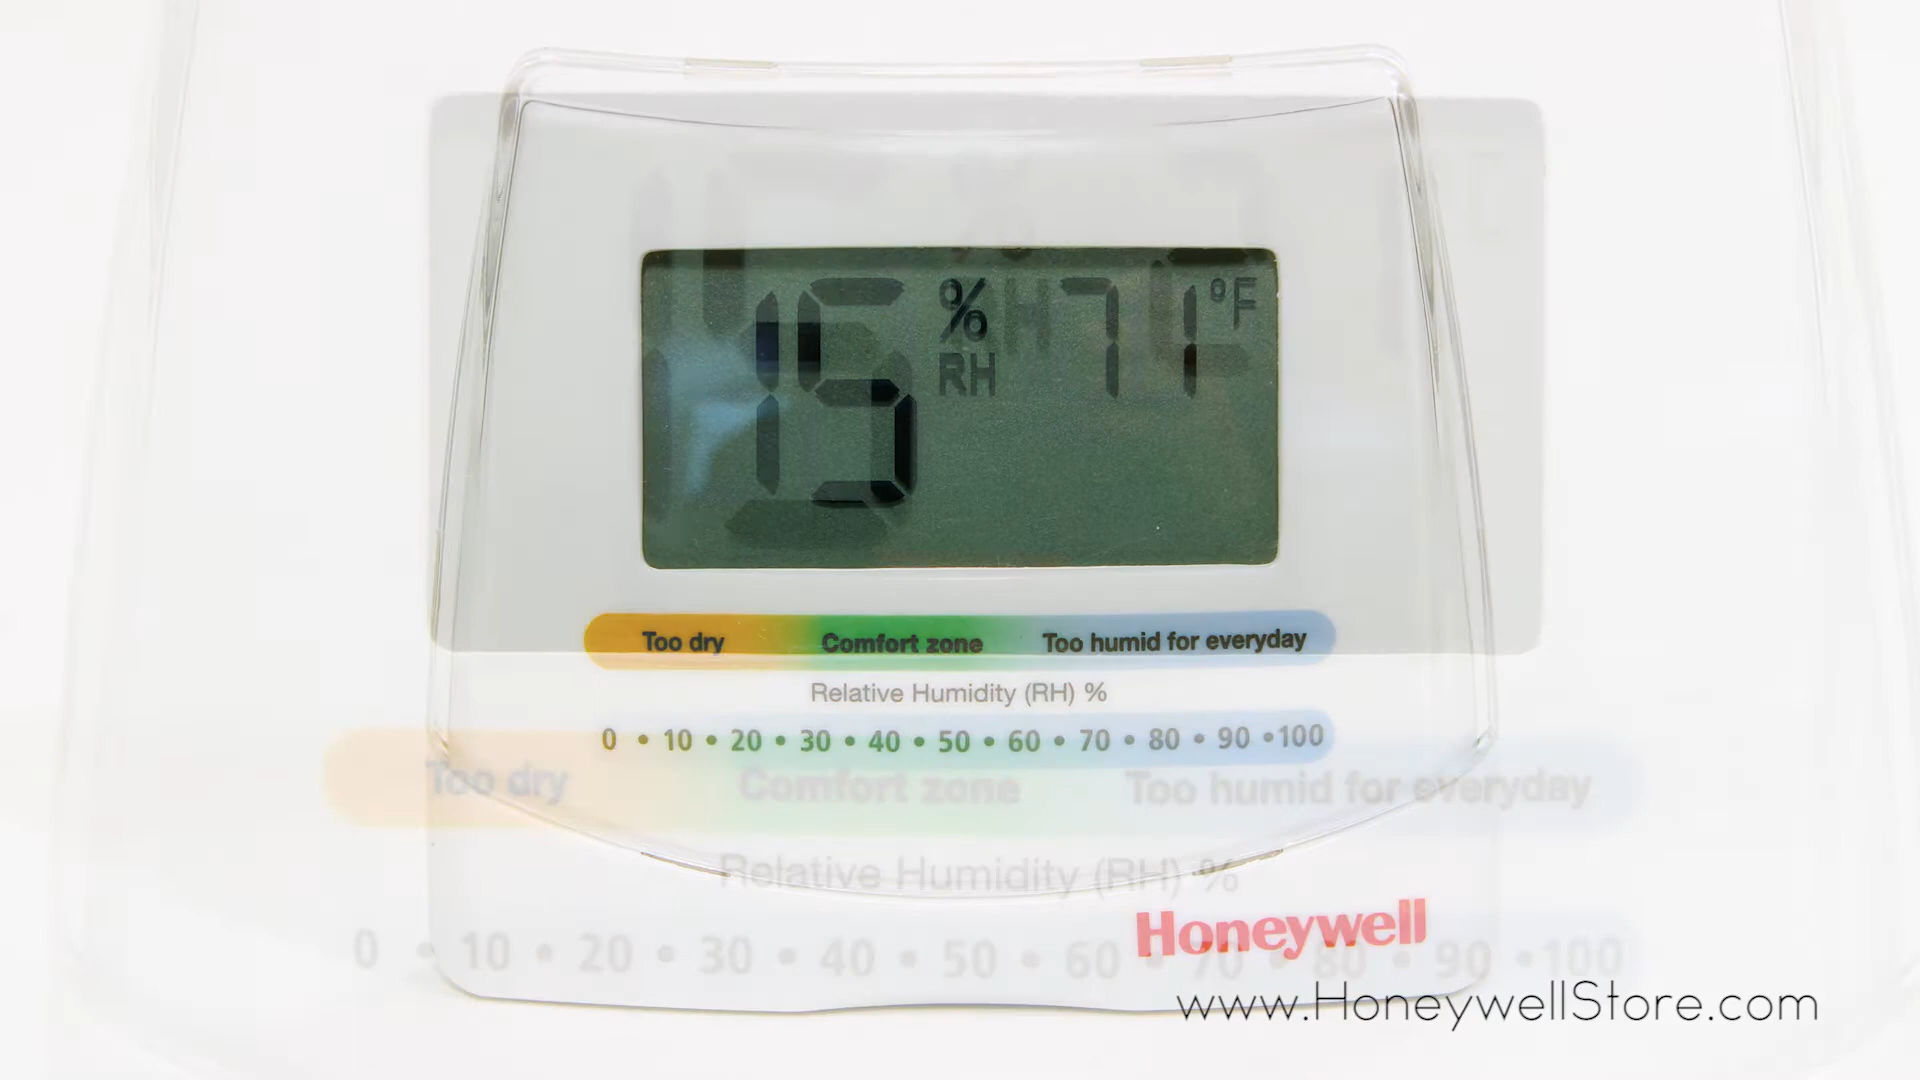 15 % RH 71 °F
Too dry Comfort zone Too humid for everyday
Relative Humidity (RH) %
0 • 10 • 20 • 30 • 40 • 50 • 60 • 70 • 80 • 90 • 100
Too dry Comfort zone Too humid for everyday
Relative Humidity (RH) %
Honeywell
0 • 10 • 20 • 30 • 40 • 50 • 60 • 70 • 80 • 90 • 100
www.HoneywellStore.com